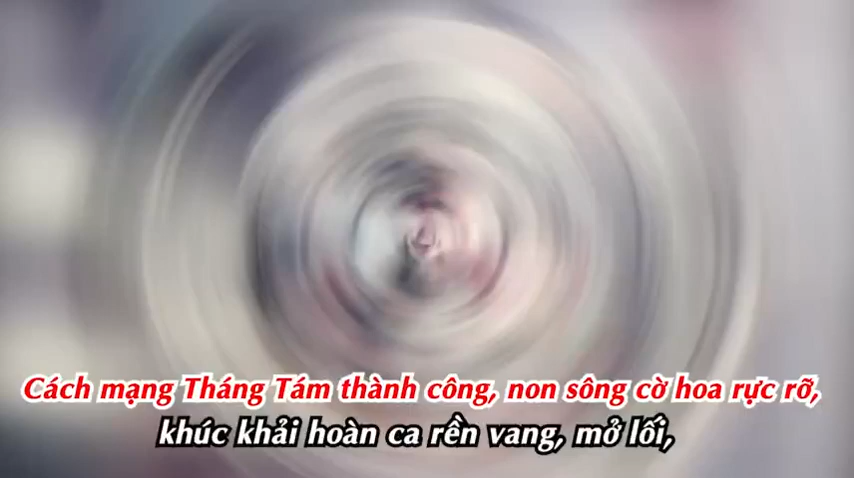 Cách mạng Tháng Tám thành công, non sông cờ hoa rực rỡ,
khúc khải hoàn ca rền vang, mở lối,